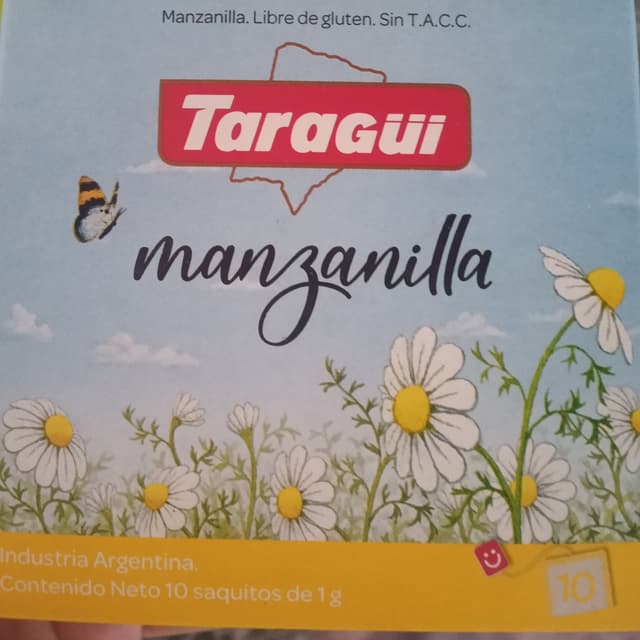 Manzanilla. Libre de gluten. Sin T.A.C.C.
Taragüi
manzanilla
Industria Argentina.
Contenido Neto 10 saquitos de 1 g
10